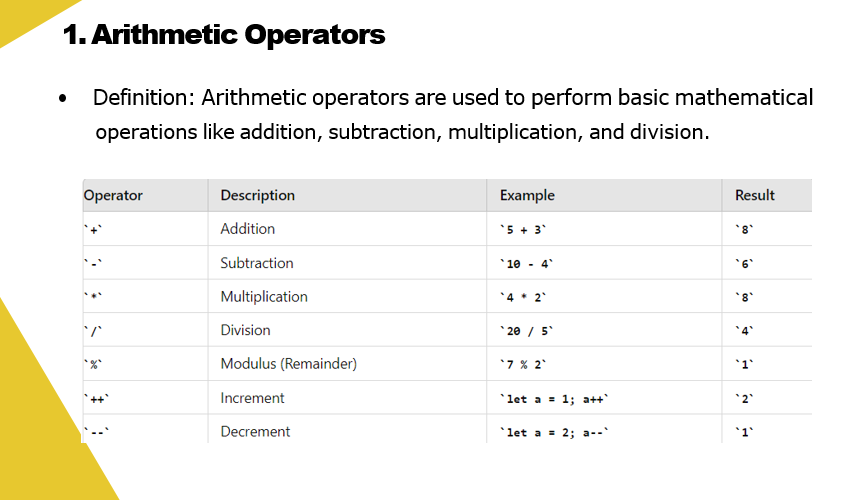 1. Arithmetic Operators
• Definition: Arithmetic operators are used to perform basic mathematical
operations like addition, subtraction, multiplication, and division.
Operator Description Example Result
`+` Addition `5 + 3` `8`
`-` Subtraction `10 - 4` `6`
`*` Multiplication `4 * 2` `8`
`/` Division `20 / 5` `4`
`%` Modulus (Remainder) `7 % 2` `1`
`++` Increment `let a = 1; a++` `2`
`--` Decrement `let a = 2; a--` `1`